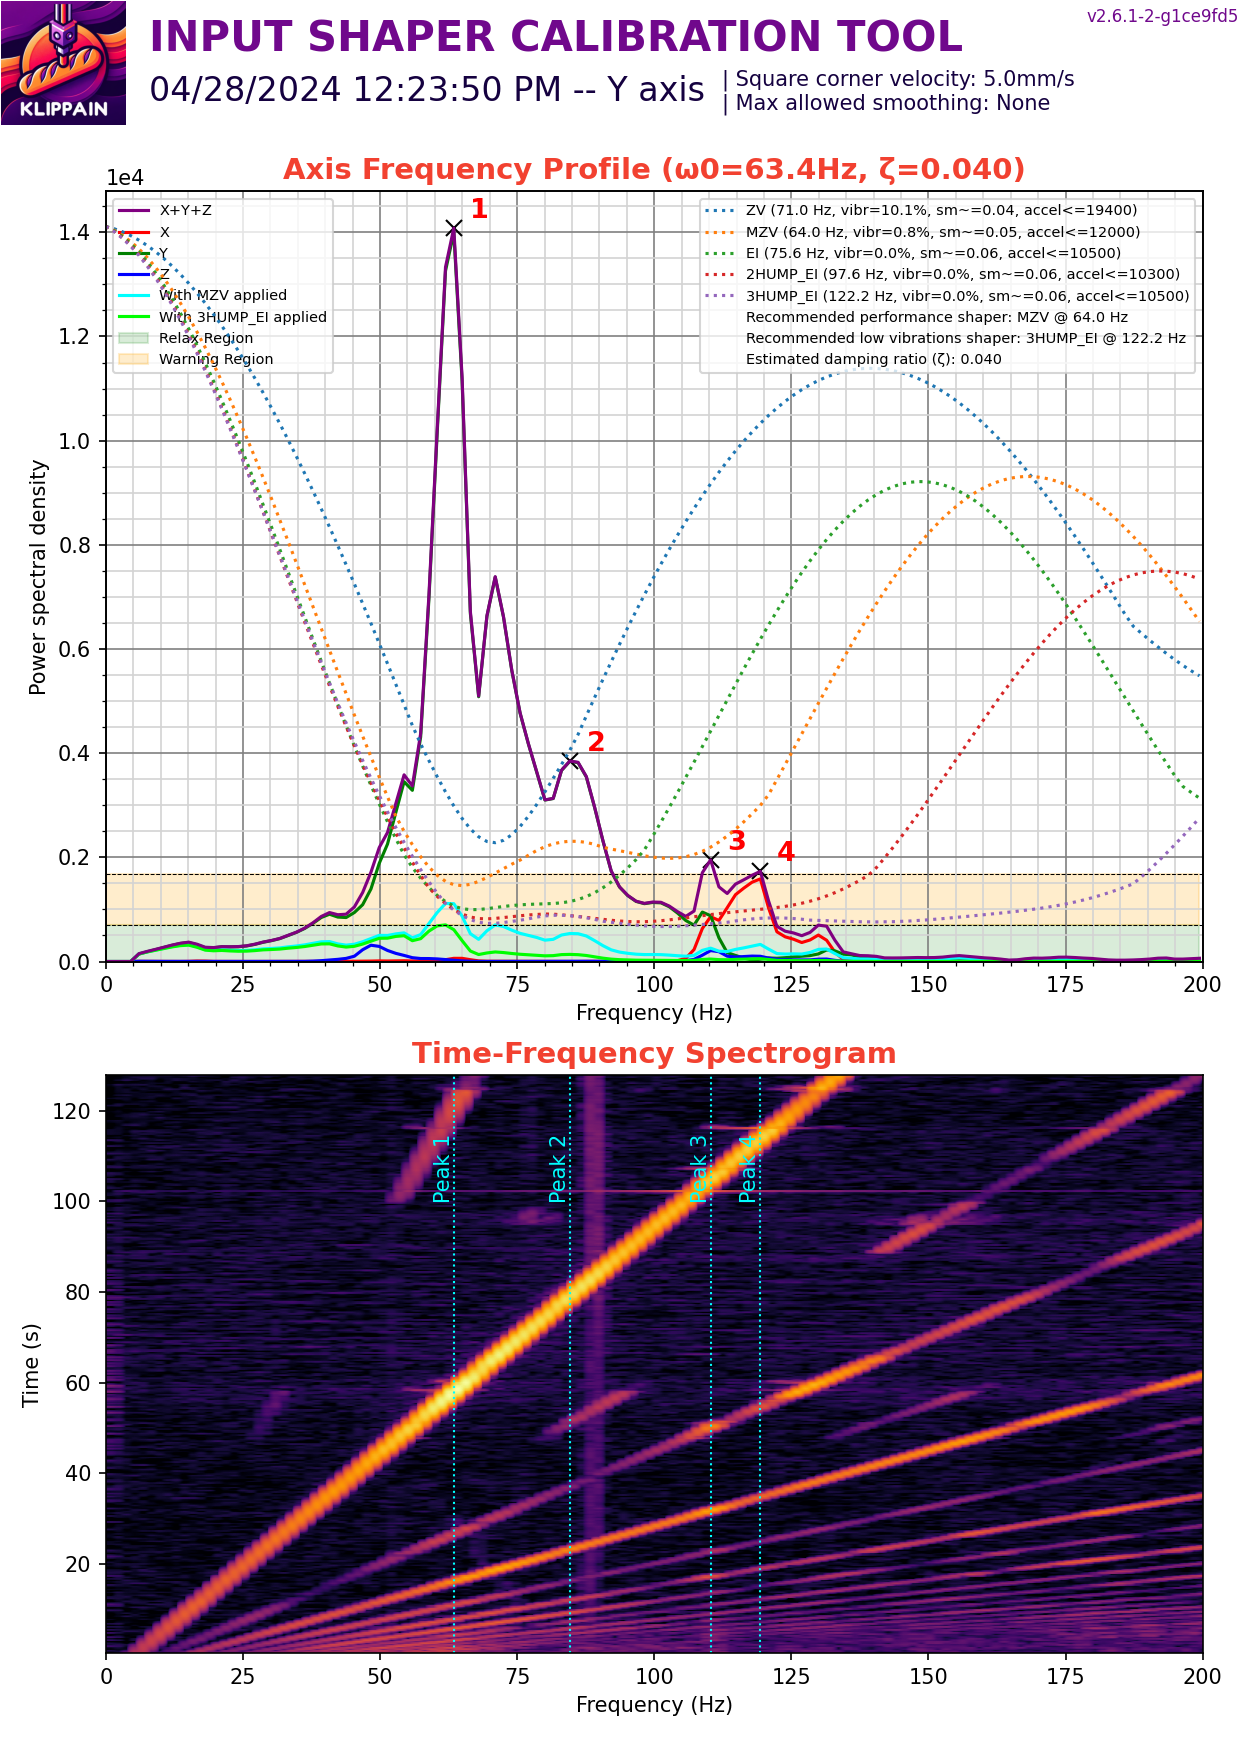 v2.6.1-2-g1ce9fd5
INPUT SHAPER CALIBRATION TOOL
04/28/2024 12:23:50 PM -- Y axis
| Square corner velocity: 5.0mm/s
| Max allowed smoothing: None
KLIPPAIN
Axis Frequency Profile (ω0=63.4Hz, ζ=0.040)
1e4
X+Y+Z
X
Y
Z
With MZV applied
With 3HUMP_EI applied
Relax Region
Warning Region
ZV (71.0 Hz, vibr=10.1%, sm~=0.04, accel<=19400)
MZV (64.0 Hz, vibr=0.8%, sm~=0.05, accel<=12000)
EI (75.6 Hz, vibr=0.0%, sm~=0.06, accel<=10500)
2HUMP_EI (97.6 Hz, vibr=0.0%, sm~=0.06, accel<=10300)
3HUMP_EI (122.2 Hz, vibr=0.0%, sm~=0.06, accel<=10500)
Recommended performance shaper: MZV @ 64.0 Hz
Recommended low vibrations shaper: 3HUMP_EI @ 122.2 Hz
Estimated damping ratio (ζ): 0.040
1
2
3
4
Power spectral density
1.4
1.2
1.0
0.8
0.6
0.4
0.2
0.0
0 25 50 75 100 125 150 175 200
Frequency (Hz)
Time-Frequency Spectrogram
Peak 1
Peak 2
Peak 3
Peak 4
Time (s)
120
100
80
60
40
20
0 25 50 75 100 125 150 175 200
Frequency (Hz)